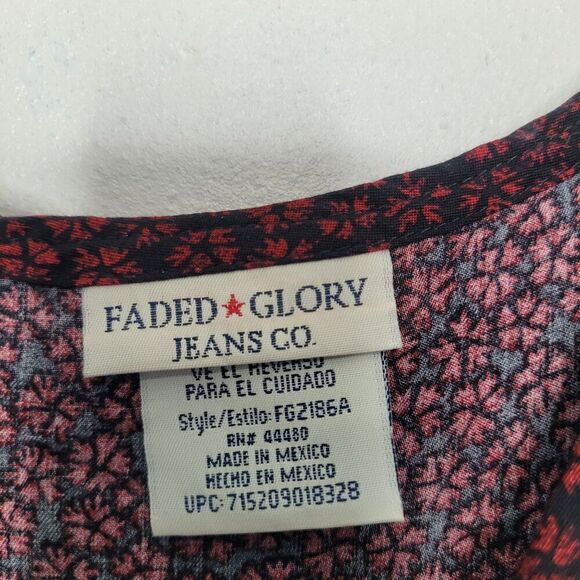 FADED★GLORY
JEANS CO.
VE EL REVERSO
PARA EL CUIDADO
Style/Estilo: FG2186A
RN# 44480
MADE IN MEXICO
HECHO EN MEXICO
UPC: 715209018328